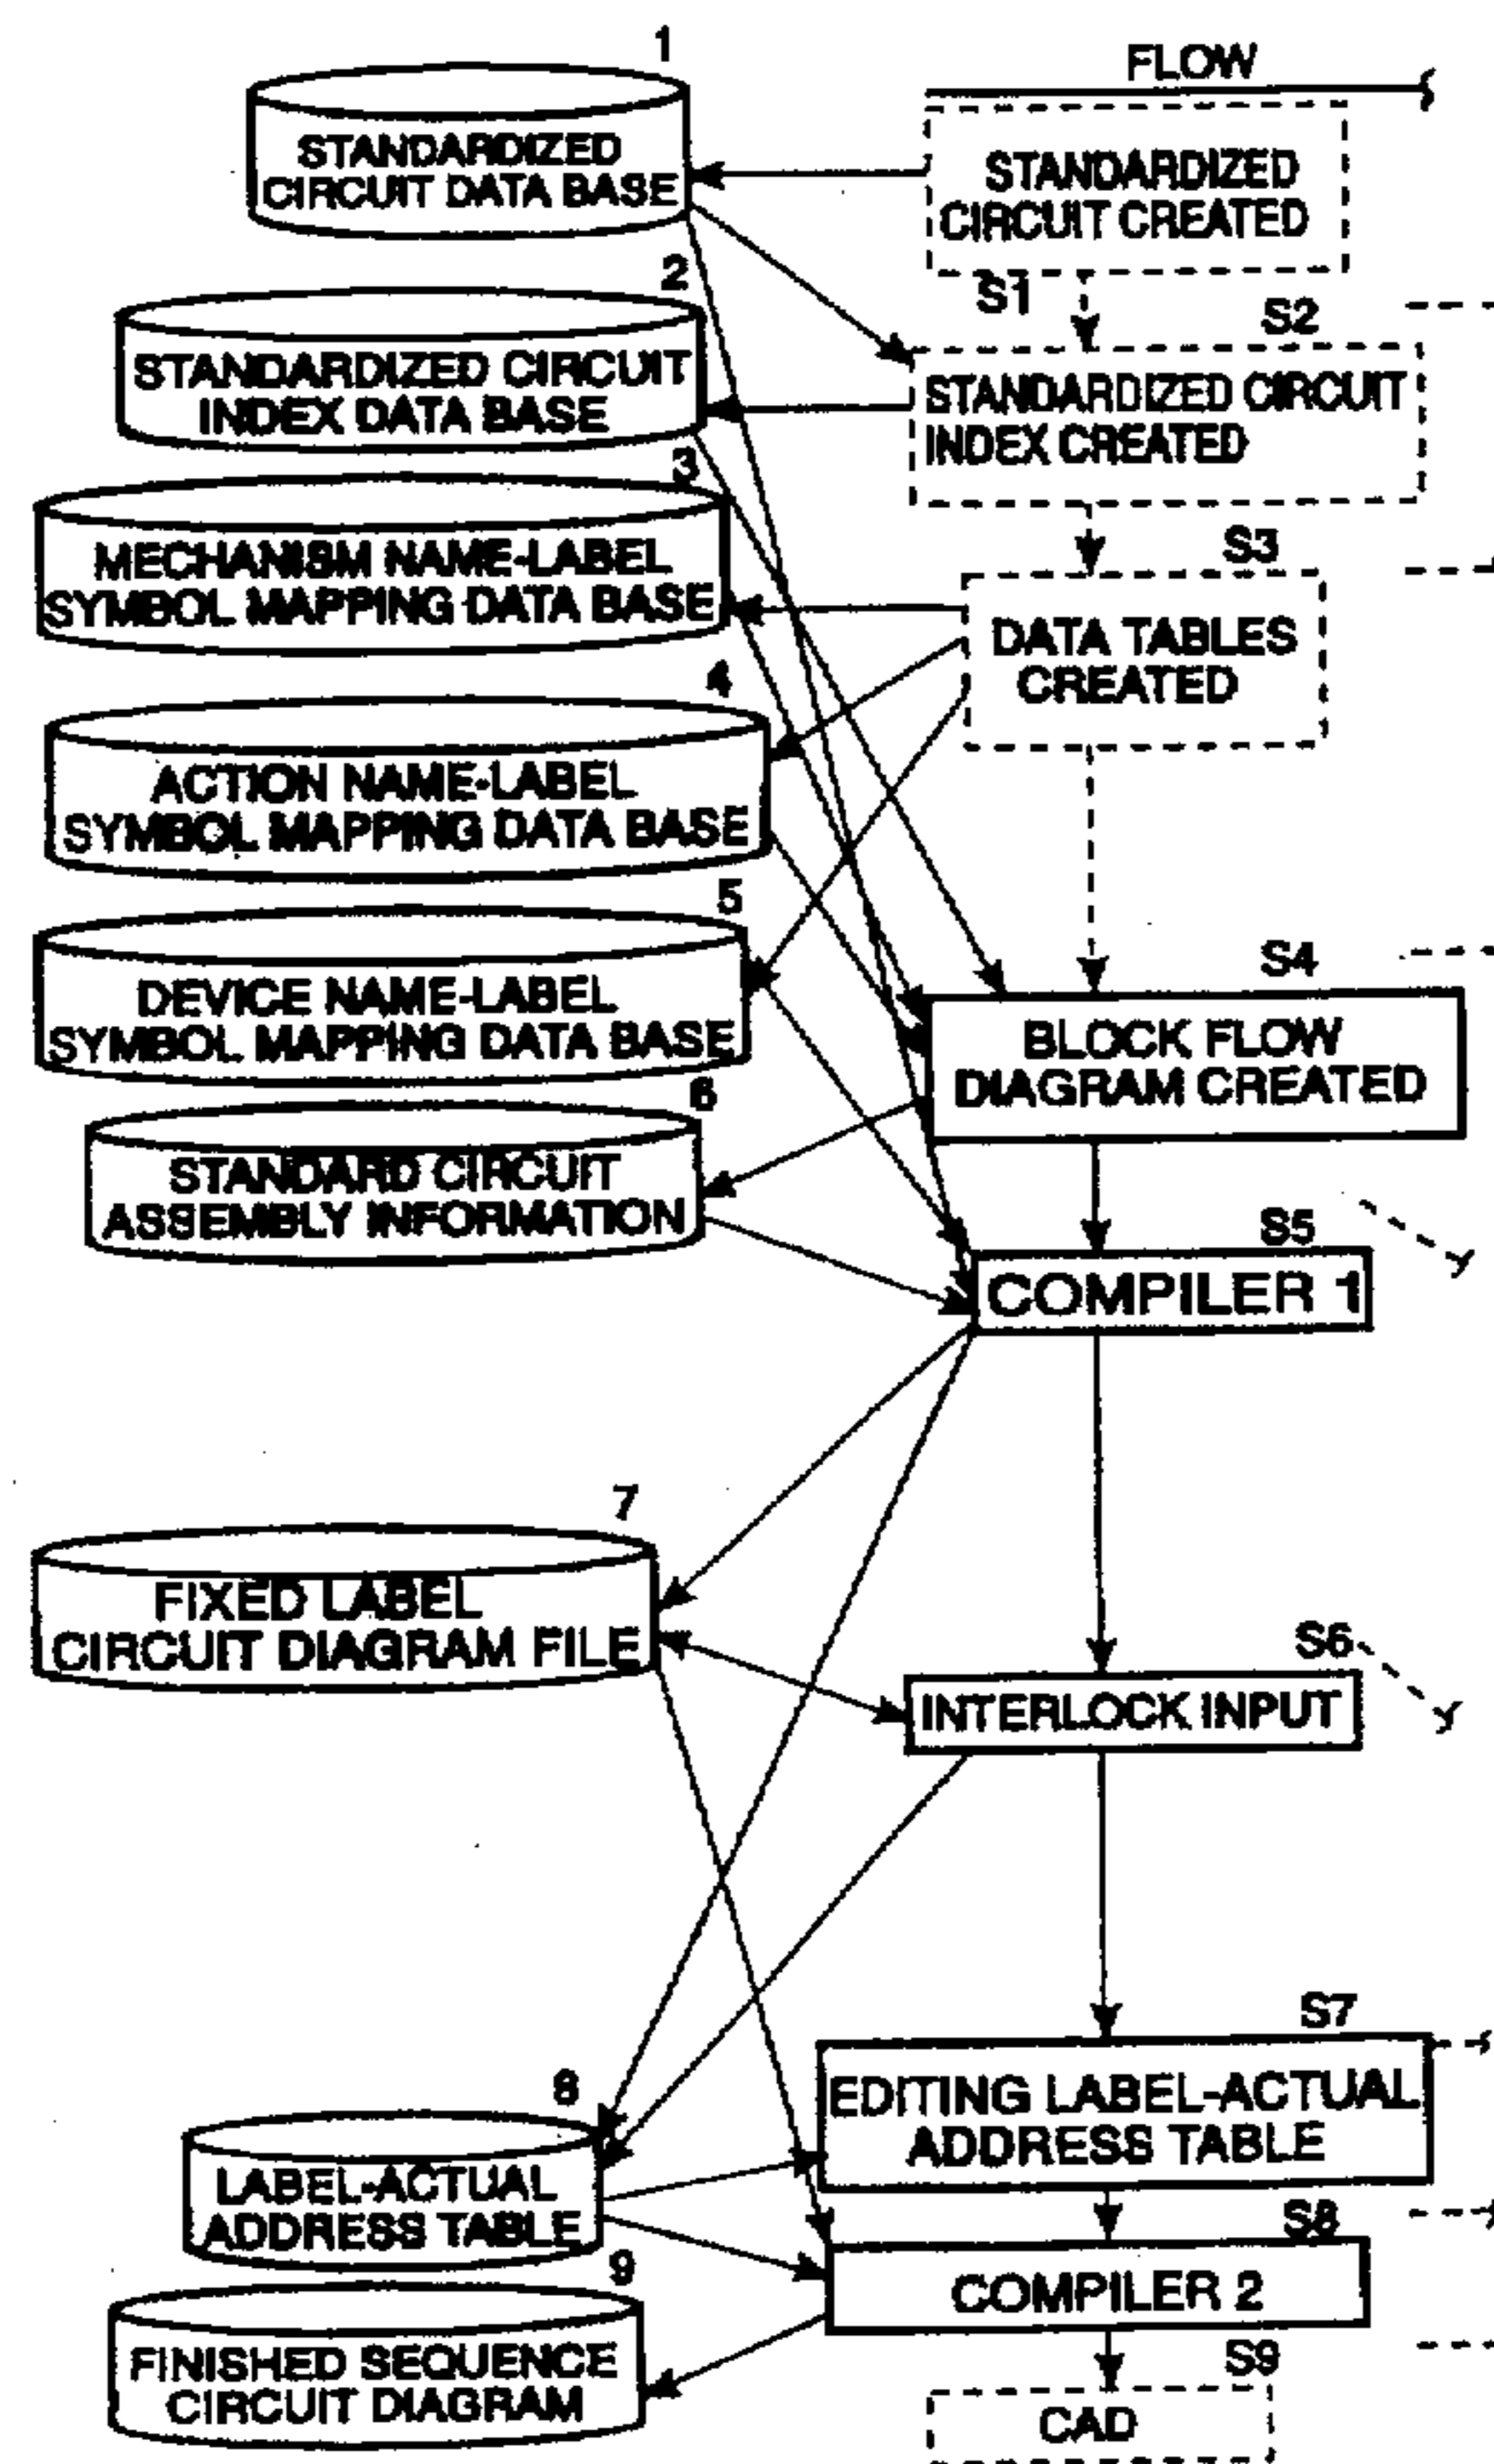 1
FLOW
STANDARDIZED
CIRCUIT DATA BASE
STANDARDIZED
CIRCUIT CREATED
S1
2
S2
STANDARDIZED CIRCUIT
INDEX DATA BASE
STANDARDIZED CIRCUIT
INDEX CREATED
3
S3
MECHANISM NAME-LABEL
SYMBOL MAPPING DATA BASE
DATA TABLES
CREATED
4
ACTION NAME-LABEL
SYMBOL MAPPING DATA BASE
5
S4
DEVICE NAME-LABEL
SYMBOL MAPPING DATA BASE
BLOCK FLOW
DIAGRAM CREATED
6
STANDARD CIRCUIT
ASSEMBLY INFORMATION
S5
COMPILER 1
7
FIXED LABEL
CIRCUIT DIAGRAM FILE
S6
INTERLOCK INPUT
S7
EDITING LABEL-ACTUAL
ADDRESS TABLE
8
LABEL-ACTUAL
ADDRESS TABLE
S8
COMPILER 2
9
FINISHED SEQUENCE
CIRCUIT DIAGRAM
S9
CAD